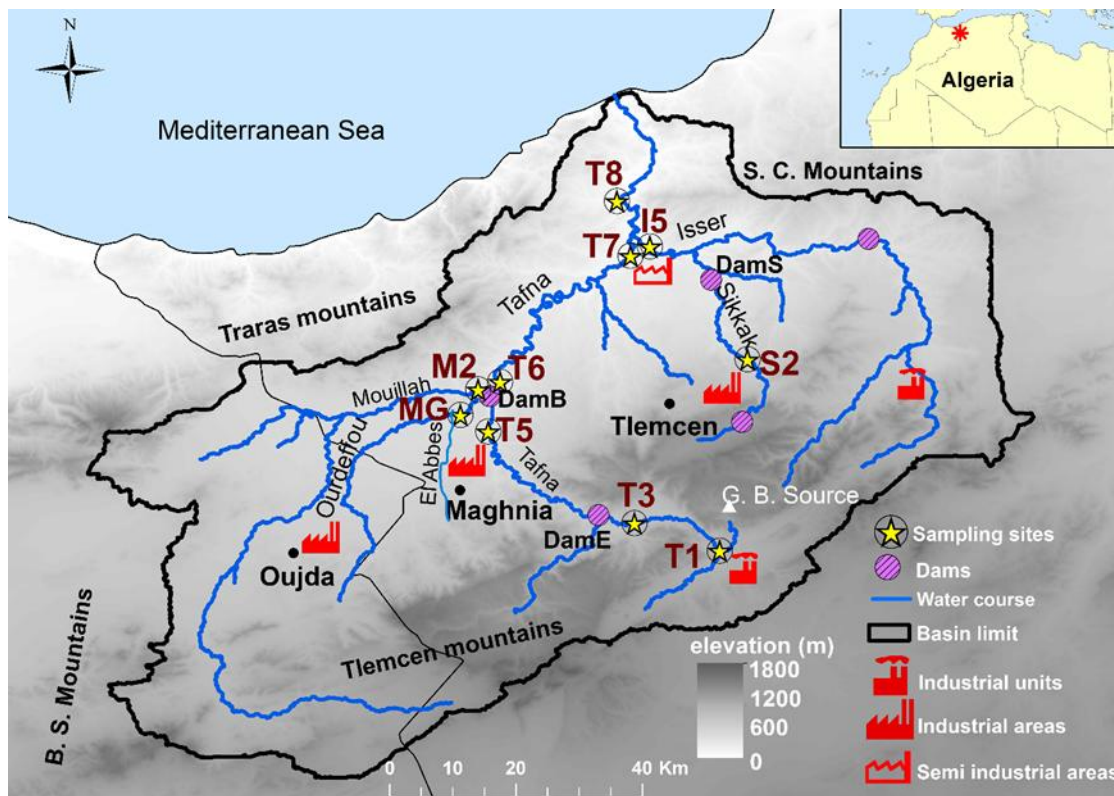 N
Algeria
Mediterranean Sea
S. C. Mountains
T8
I5
Isser
T7
DamS
Tafna
Sikkak
Traras mountains
M2
T6
S2
Mouillah
DamB
MG
Tlemcen
T5
El Abbes
Ourdeffou
Tafna
Maghnia
T3
G. B. Source
DamE
T1
Oujda
Tlemcen mountains
B. S. Mountains
Sampling sites
Dams
Water course
Basin limit
Industrial units
Industrial areas
Semi industrial areas
elevation (m)
1800
1200
600
0
0 10 20 40 Km